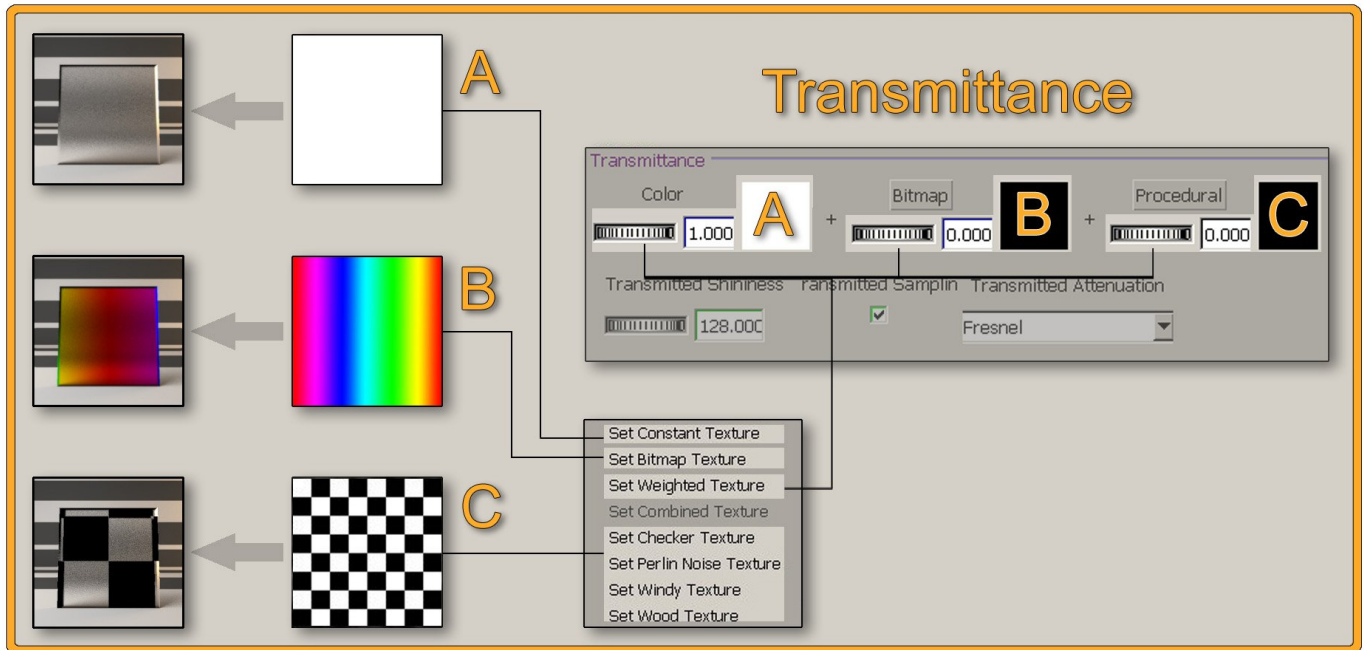 A
Transmittance
Transmittance
Color
Bitmap
Procedural
1.000
A
+
0.000
B
+
0.000
C
Transmitted Shininess
ransmitted Samplin
Transmitted Attenuation
128.000
Fresnel
B
Set Constant Texture
Set Bitmap Texture
Set Weighted Texture
Set Combined Texture
C
Set Checker Texture
Set Perlin Noise Texture
Set Windy Texture
Set Wood Texture